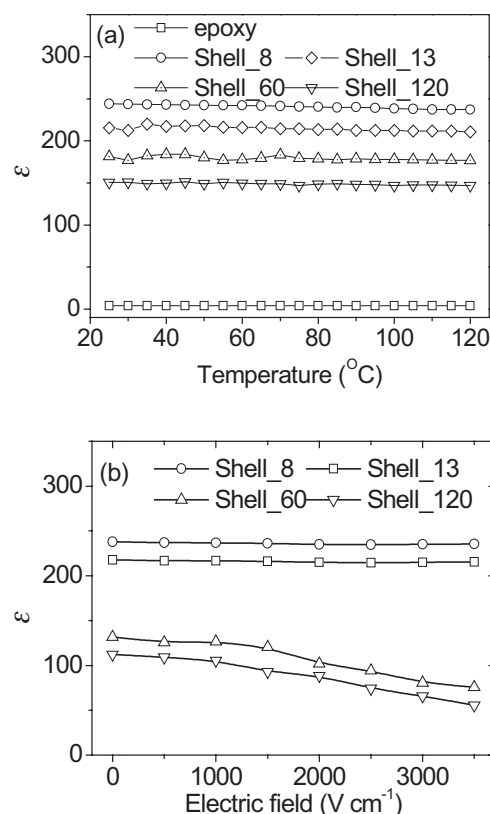 (a)
epoxy
Shell_8 Shell_13
Shell_60 Shell_120
300
200
100
0
ε
20 40 60 80 100 120
Temperature (°C)
(b)
Shell_8 Shell_13
Shell_60 Shell_120
300
200
100
0
ε
0 1000 2000 3000
Electric field (V cm⁻¹)